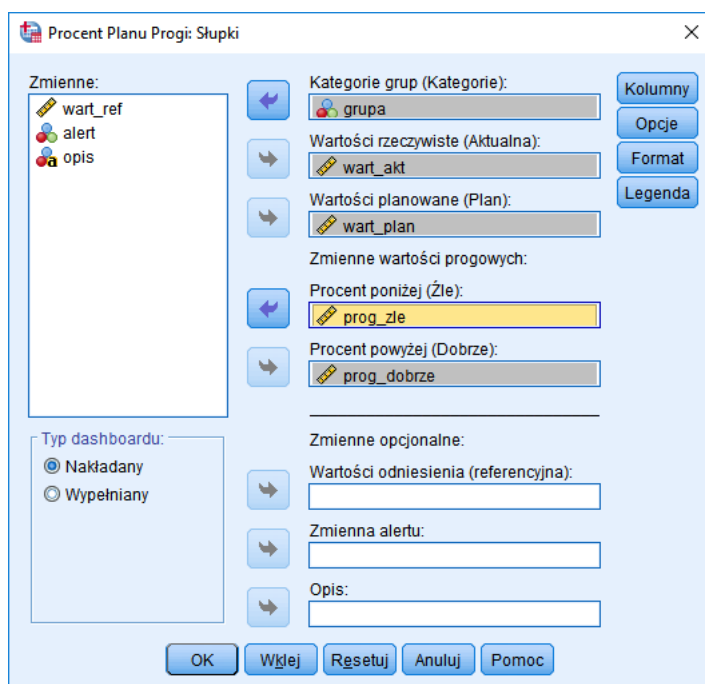 Procent Planu Progi: Słupki
Zmienne:
wart_ref
alert
opis
Kategorie grup (Kategorie):
grupa
Wartości rzeczywiste (Aktualna):
wart_akt
Wartości planowane (Plan):
wart_plan
Zmienne wartości progowych:
Procent poniżej (Źle):
prog_zle
Procent powyżej (Dobrze):
prog_dobrze
Kolumny
Opcje
Format
Legenda
Typ dashboardu:
Nakładany
Wypełniany
Zmienne opcjonalne:
Wartości odniesienia (referencyjna):
Zmienna alertu:
Opis:
OK
Wklej
Resetuj
Anuluj
Pomoc